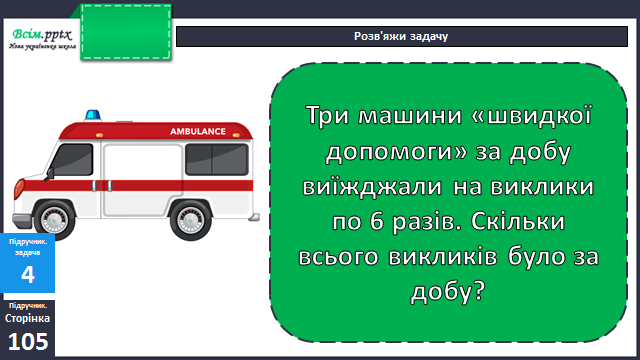 Всім.pptx
Нова українська школа
Розв'яжи задачу
AMBULANCE
Три машини «швидкої
допомоги» за добу
виїжджали на виклики
по 6 разів. Скільки
всього викликів було за
добу?
Підручник.
задача
4
Підручник.
Сторінка
105